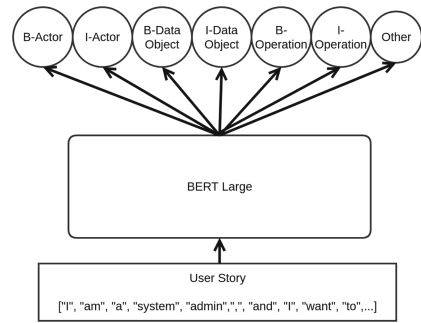 B-Actor
I-Actor
B-Data
Object
I-Data
Object
B-
Operation
I-
Operation
Other
BERT Large
User Story
["I", "am", "a", "system", "admin",",", "and", "I", "want", "to",...]